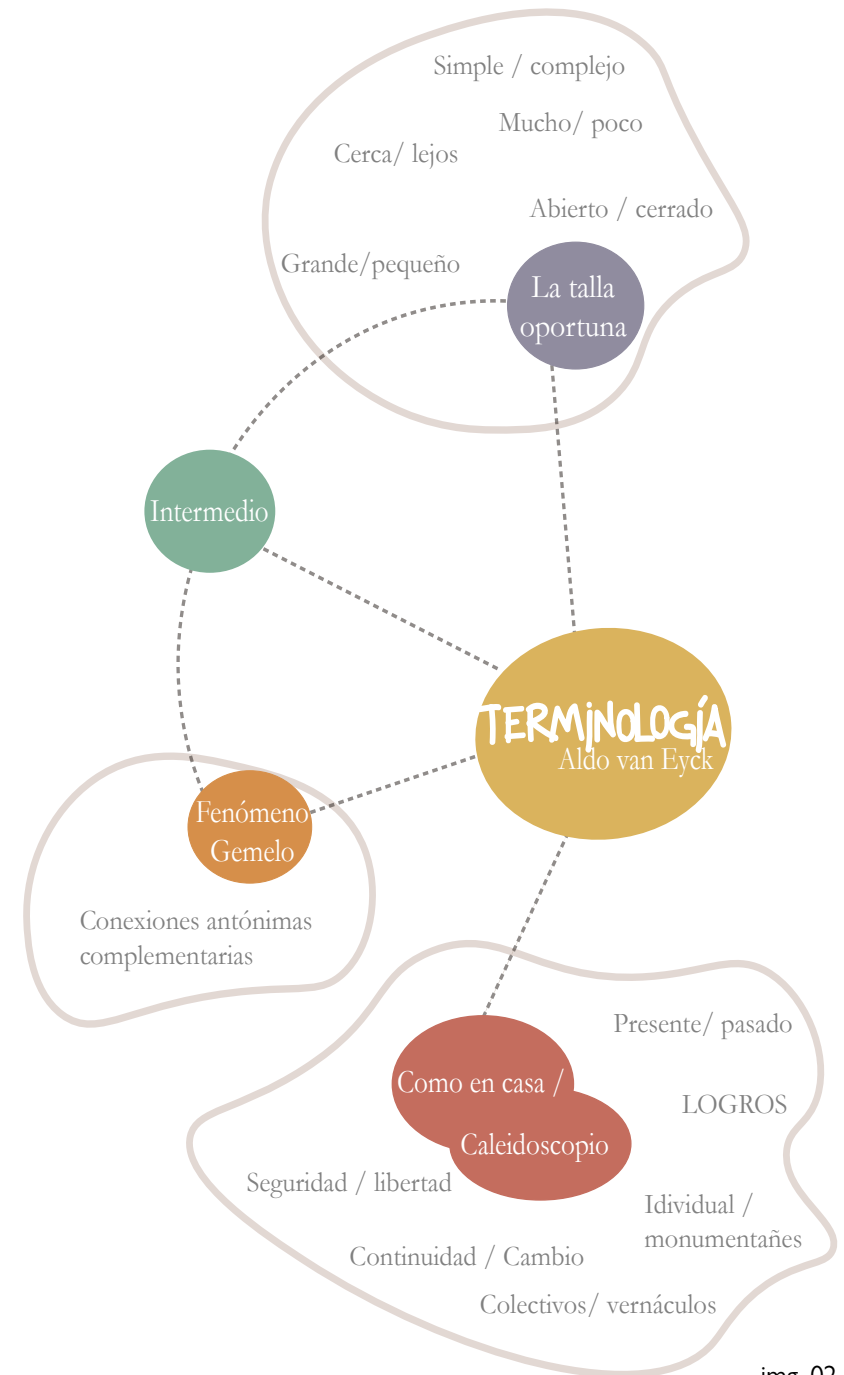 Simple / complejo
Mucho/ poco
Cerca/ lejos
Abierto / cerrado
Grande/pequeño
La talla
oportuna
Intermedio
TERMiNOLOGÍA
Aldo van Eyck
Fenómeno
Gemelo
Conexiones antónimas
complementarias
Presente/ pasado
Como en casa /
LOGROS
Caleidoscopio
Seguridad / libertad
Idividual /
monumentañes
Continuidad / Cambio
Colectivos/ vernáculos
img. 02